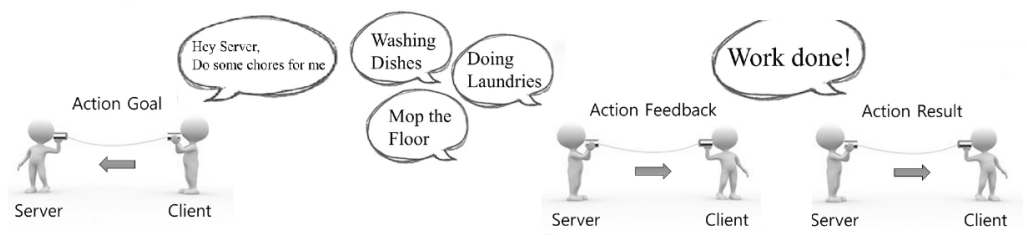 Hey Server,
Do some chores for me
Action Goal
Server
Client
Washing
Dishes
Doing
Laundries
Mop the
Floor
Action Feedback
Server
Client
Work done!
Action Result
Server
Client